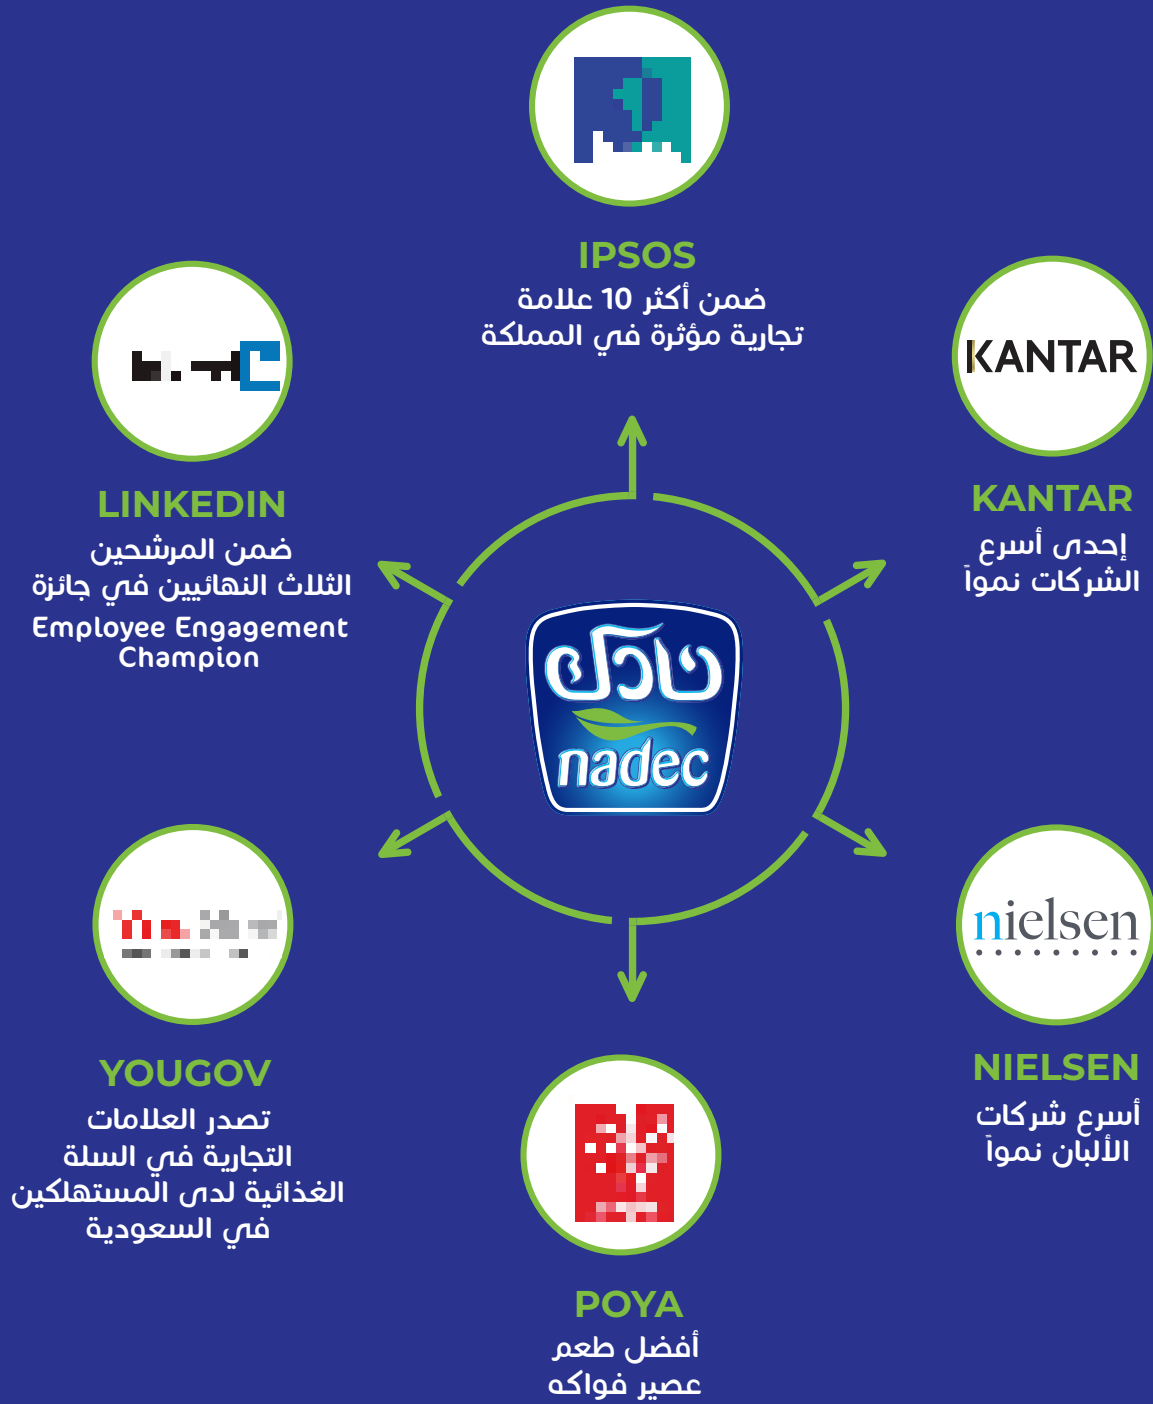 IPSOS
ضمن أكثر 10 علامة
تجارية مؤثرة في المملكة
KANTAR
KANTAR
إحدى أسرع
الشركات نمواً
LINKEDIN
ضمن المرشحين
الثلاث النهائيين في جائزة
Employee Engagement
Champion
نادك
nadec
nielsen
NIELSEN
أسرع شركات
الألبان نمواً
YOUGOV
تصدر العلامات
التجارية في السلة
الغذائية لدى المستهلكين
في السعودية
POYA
أفضل طعم
عصير فواكه